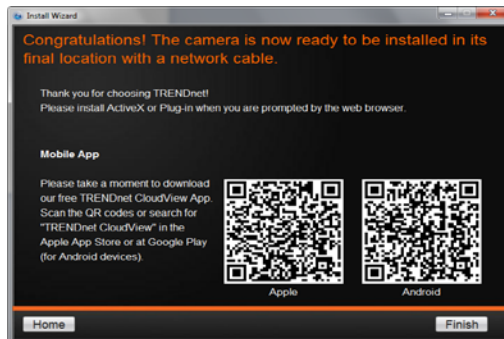 Install Wizard
Congratulations! The camera is now ready to be installed in its
final location with a network cable.
Thank you for choosing TRENDnet!
Please install ActiveX or Plug-in when you are prompted by the web browser.
Mobile App
Please take a moment to download
our free TRENDnet CloudView App.
Scan the QR codes or search for
"TRENDnet CloudView" in the
Apple App Store or at Google Play
(for Android devices).
Apple
Android
Home
Finish